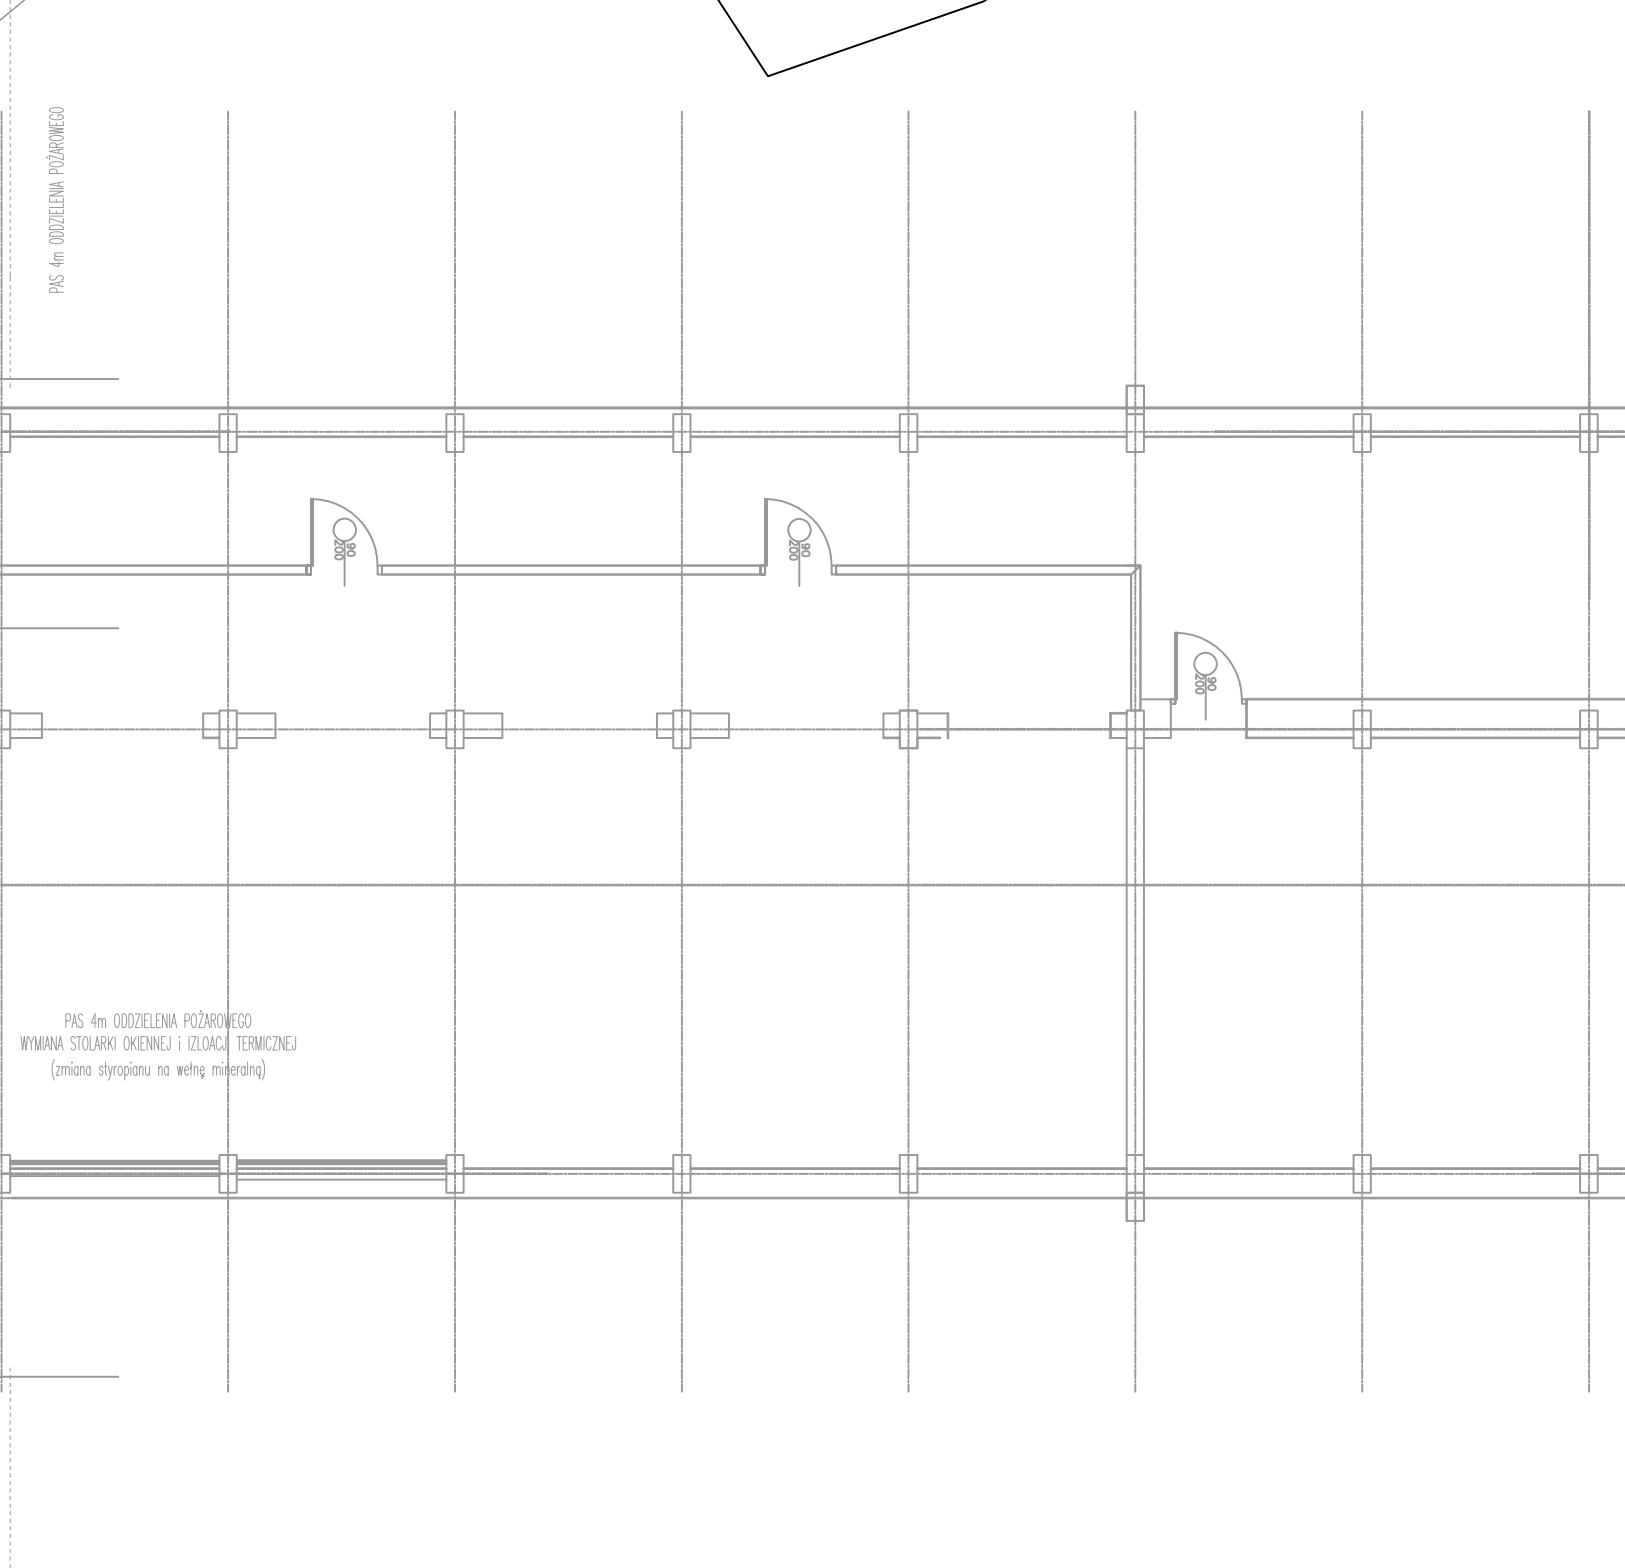 PAS 4m ODDZIELENIA POŻAROWEGO
90
200
90
200
90
200
PAS 4m ODDZIELENIA POŻAROWEGO
WYMIANA STOLARKI OKIENNEJ i IZLOACJI TERMICZNEJ
(zmiana styropianu na wełnę mineralną)